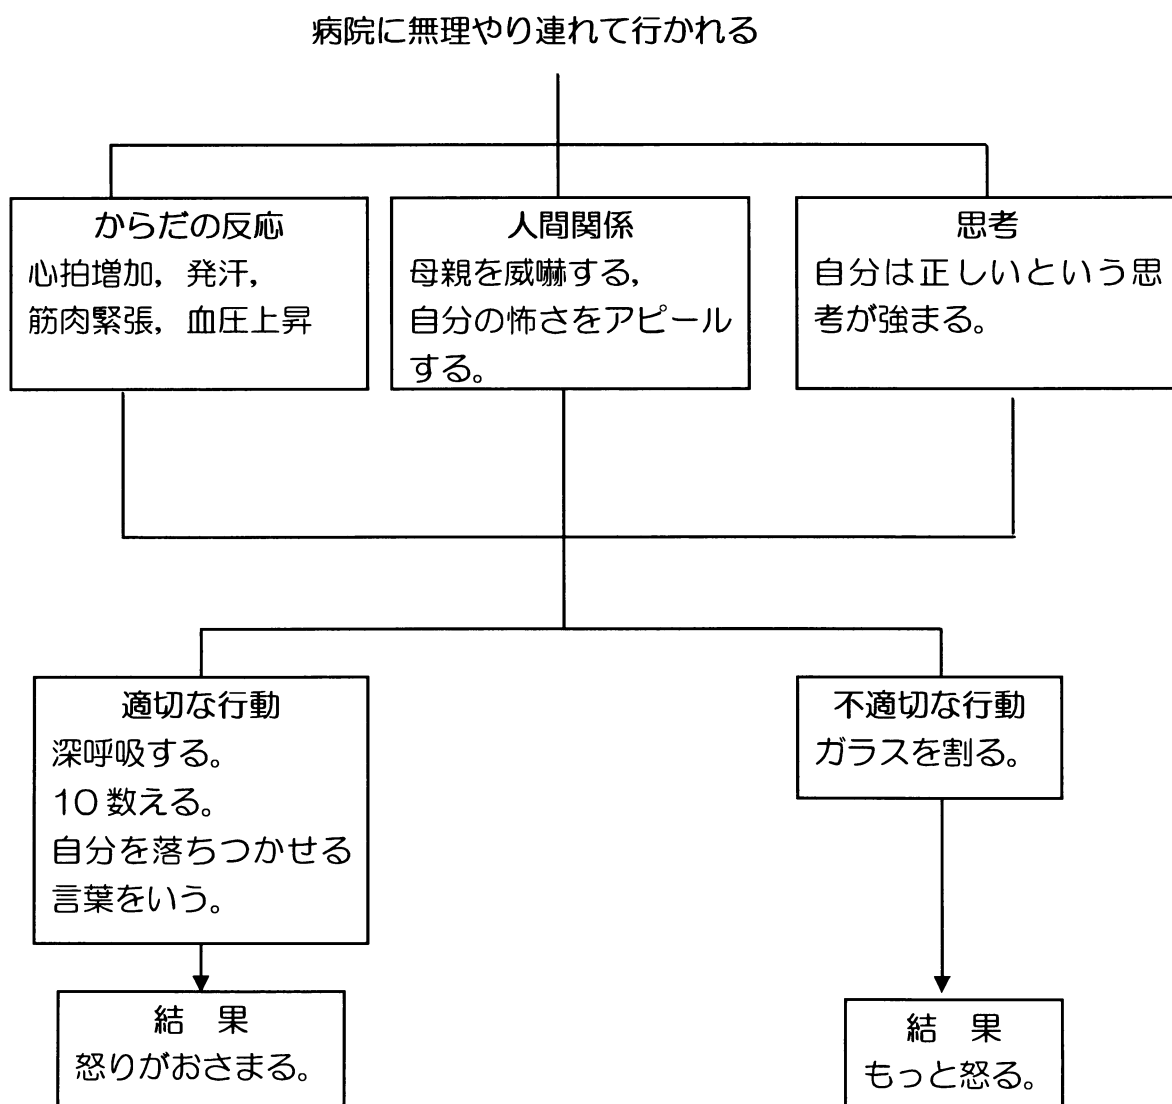 病院に無理やり連れて行かれる
からだの反応
心拍増加，発汗，
筋肉緊張，血圧上昇
人間関係
母親を威嚇する，
自分の怖さをアピール
する。
思考
自分は正しいという思
考が強まる。
適切な行動
深呼吸する。
10数える。
自分を落ちつかせる
言葉をいう。
不適切な行動
ガラスを割る。
結　果
怒りがおさまる。
結　果
もっと怒る。